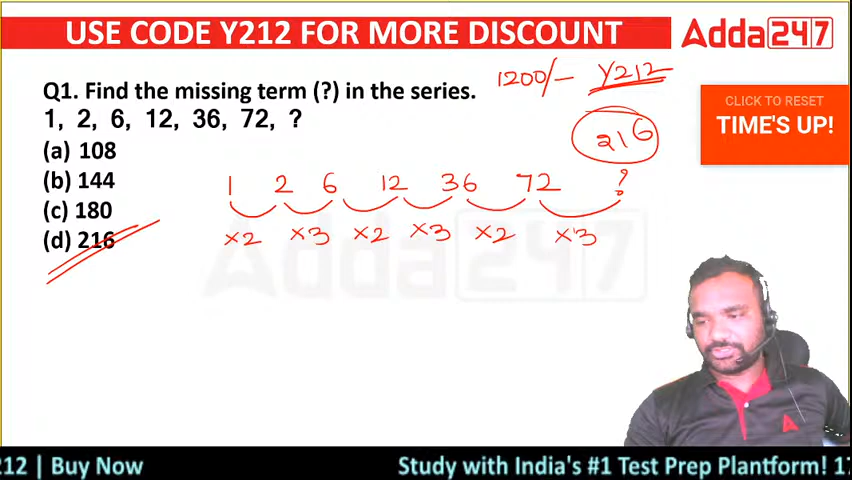 USE CODE Y212 FOR MORE DISCOUNT
Adda247
Q1. Find the missing term (?) in the series.
1200/- Y212
1, 2, 6, 12, 36, 72, ?
216
CLICK TO RESET
TIME'S UP!
(a) 108
(b) 144
(c) 180
(d) 216
1 2 6 12 36 72 ?
×2 ×3 ×2 ×3 ×2 ×3
Adda247
212 | Buy Now Study with India's #1 Test Prep Plantform! 17